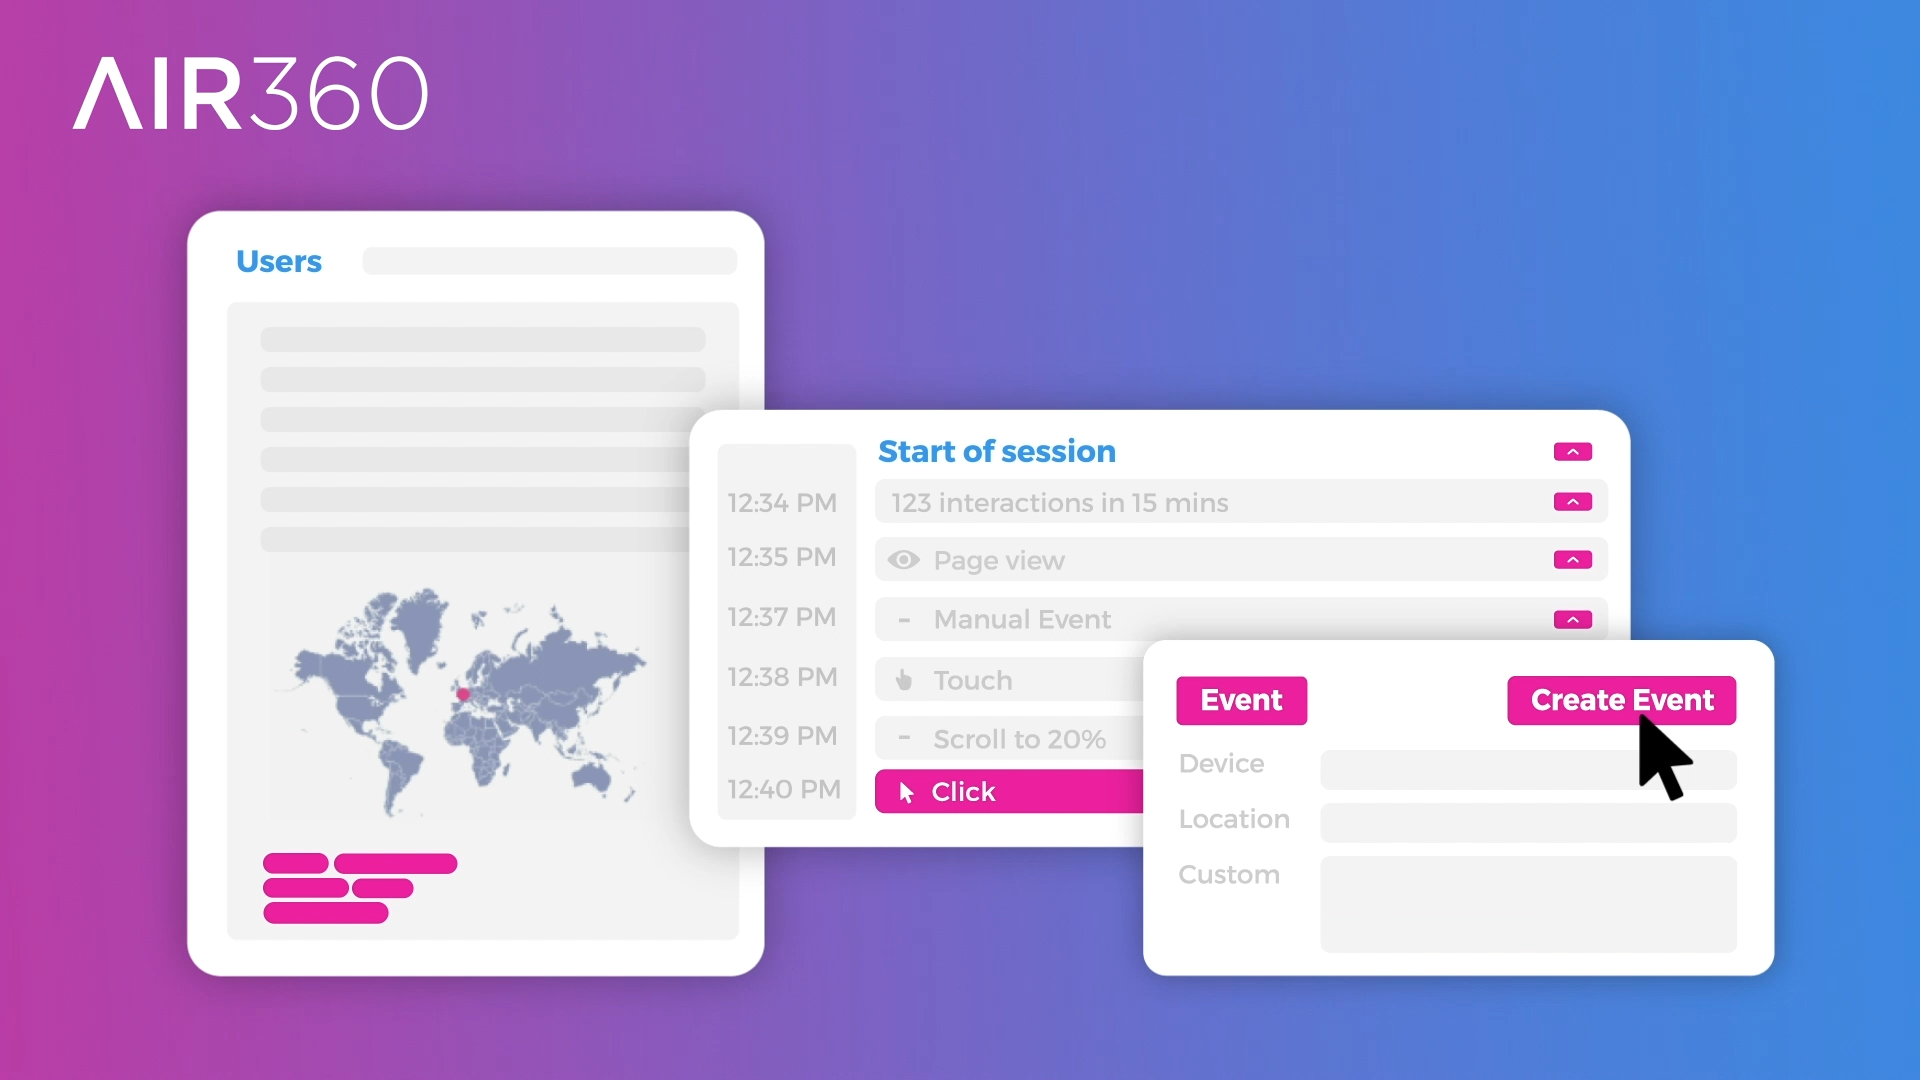 AIR360
Users
Start of session
12:34 PM
123 interactions in 15 mins
12:35 PM
Page view
12:37 PM
- Manual Event
12:38 PM
Touch
12:39 PM
- Scroll to 20%
12:40 PM
Click
Event
Create Event
Device
Location
Custom